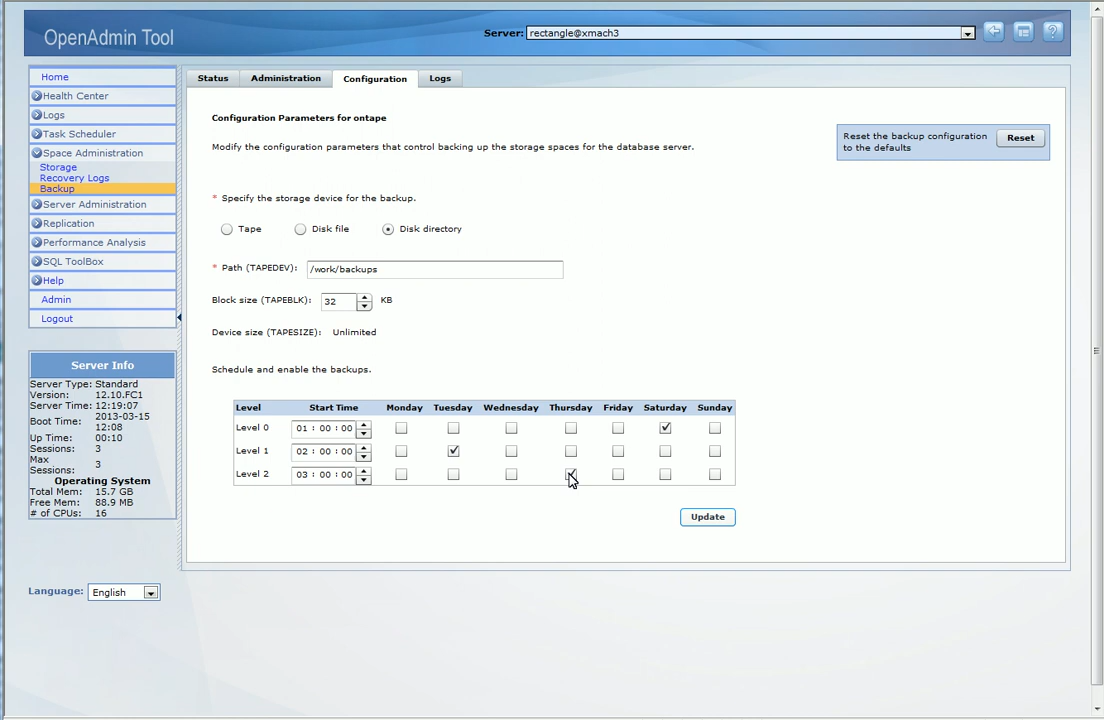 OpenAdmin Tool
Server: rectangle@xmach3
Home
Health Center
Logs
Task Scheduler
Space Administration
Storage
Recovery Logs
Backup
Server Administration
Replication
Performance Analysis
SQL ToolBox
Help
Admin
Logout
Server Info
Server Type: Standard
Version: 12.10.FC1
Server Time: 12:19:07
Boot Time: 2013-03-15 12:08
Up Time: 00:10
Sessions: 3
Max Sessions: 3
Operating System
Total Mem: 15.7 GB
Free Mem: 88.9 MB
# of CPUs: 16
Language: English
Status Administration Configuration Logs
Configuration Parameters for ontape
Modify the configuration parameters that control backing up the storage spaces for the database server.
Reset the backup configuration
to the defaults
Reset
* Specify the storage device for the backup.
Tape Disk file Disk directory
* Path (TAPEDEV): /work/backups
Block size (TAPEBLK): 32 KB
Device size (TAPESIZE): Unlimited
Schedule and enable the backups.
Level Start Time Monday Tuesday Wednesday Thursday Friday Saturday Sunday
Level 0 01 : 00 : 00
Level 1 02 : 00 : 00
Level 2 03 : 00 : 00
Update